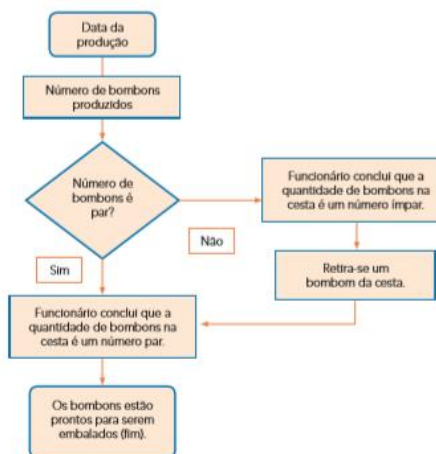 Data da
produção
Número de bombons
produzidos
Número de
bombons é
par?
Não
Sim
Funcionário conclui que a
quantidade de bombons na
cesta é um número ímpar.
Retira-se um
bombom da cesta.
Funcionário conclui que a
quantidade de bombons na
cesta é um número par.
Os bombons estão
prontos para serem
embalados (fim).